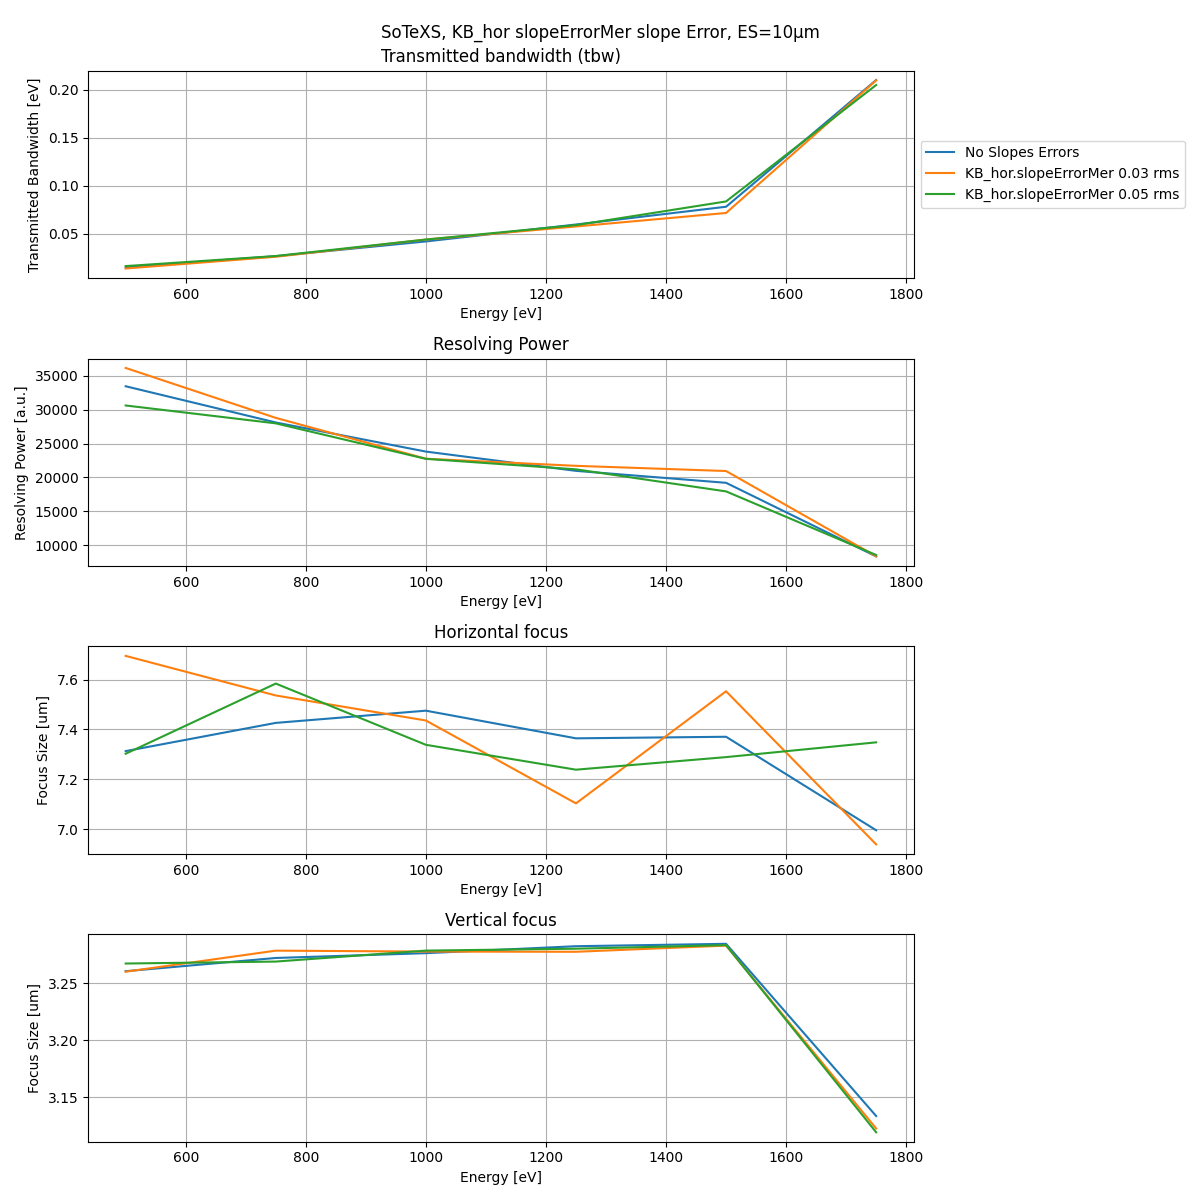 SoTeXS, KB_hor slopeErrorMer slope Error, ES=10μm
Transmitted bandwidth (tbw)
Transmitted Bandwidth [eV]
0.20
0.15
0.10
0.05
600 800 1000 1200 1400 1600 1800
Energy [eV]
No Slopes Errors
KB_hor.slopeErrorMer 0.03 rms
KB_hor.slopeErrorMer 0.05 rms
Resolving Power
Resolving Power [a.u.]
35000
30000
25000
20000
15000
10000
600 800 1000 1200 1400 1600 1800
Energy [eV]
Horizontal focus
Focus Size [um]
7.6
7.4
7.2
7.0
600 800 1000 1200 1400 1600 1800
Energy [eV]
Vertical focus
Focus Size [um]
3.25
3.20
3.15
600 800 1000 1200 1400 1600 1800
Energy [eV]